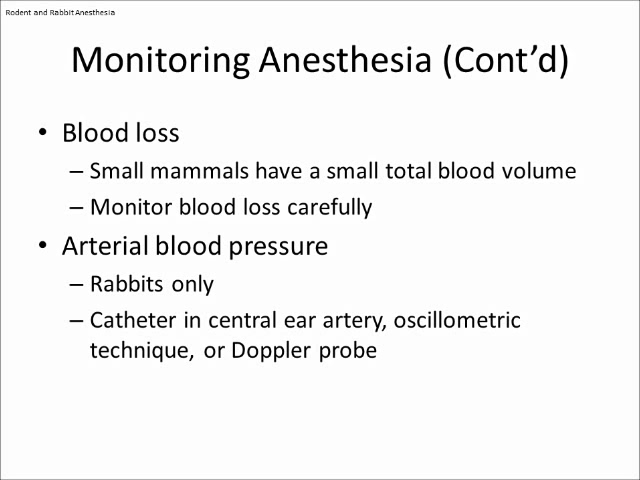 Rodent and Rabbit Anesthesia
Monitoring Anesthesia (Cont’d)
• Blood loss
– Small mammals have a small total blood volume
– Monitor blood loss carefully
• Arterial blood pressure
– Rabbits only
– Catheter in central ear artery, oscillometric
technique, or Doppler probe